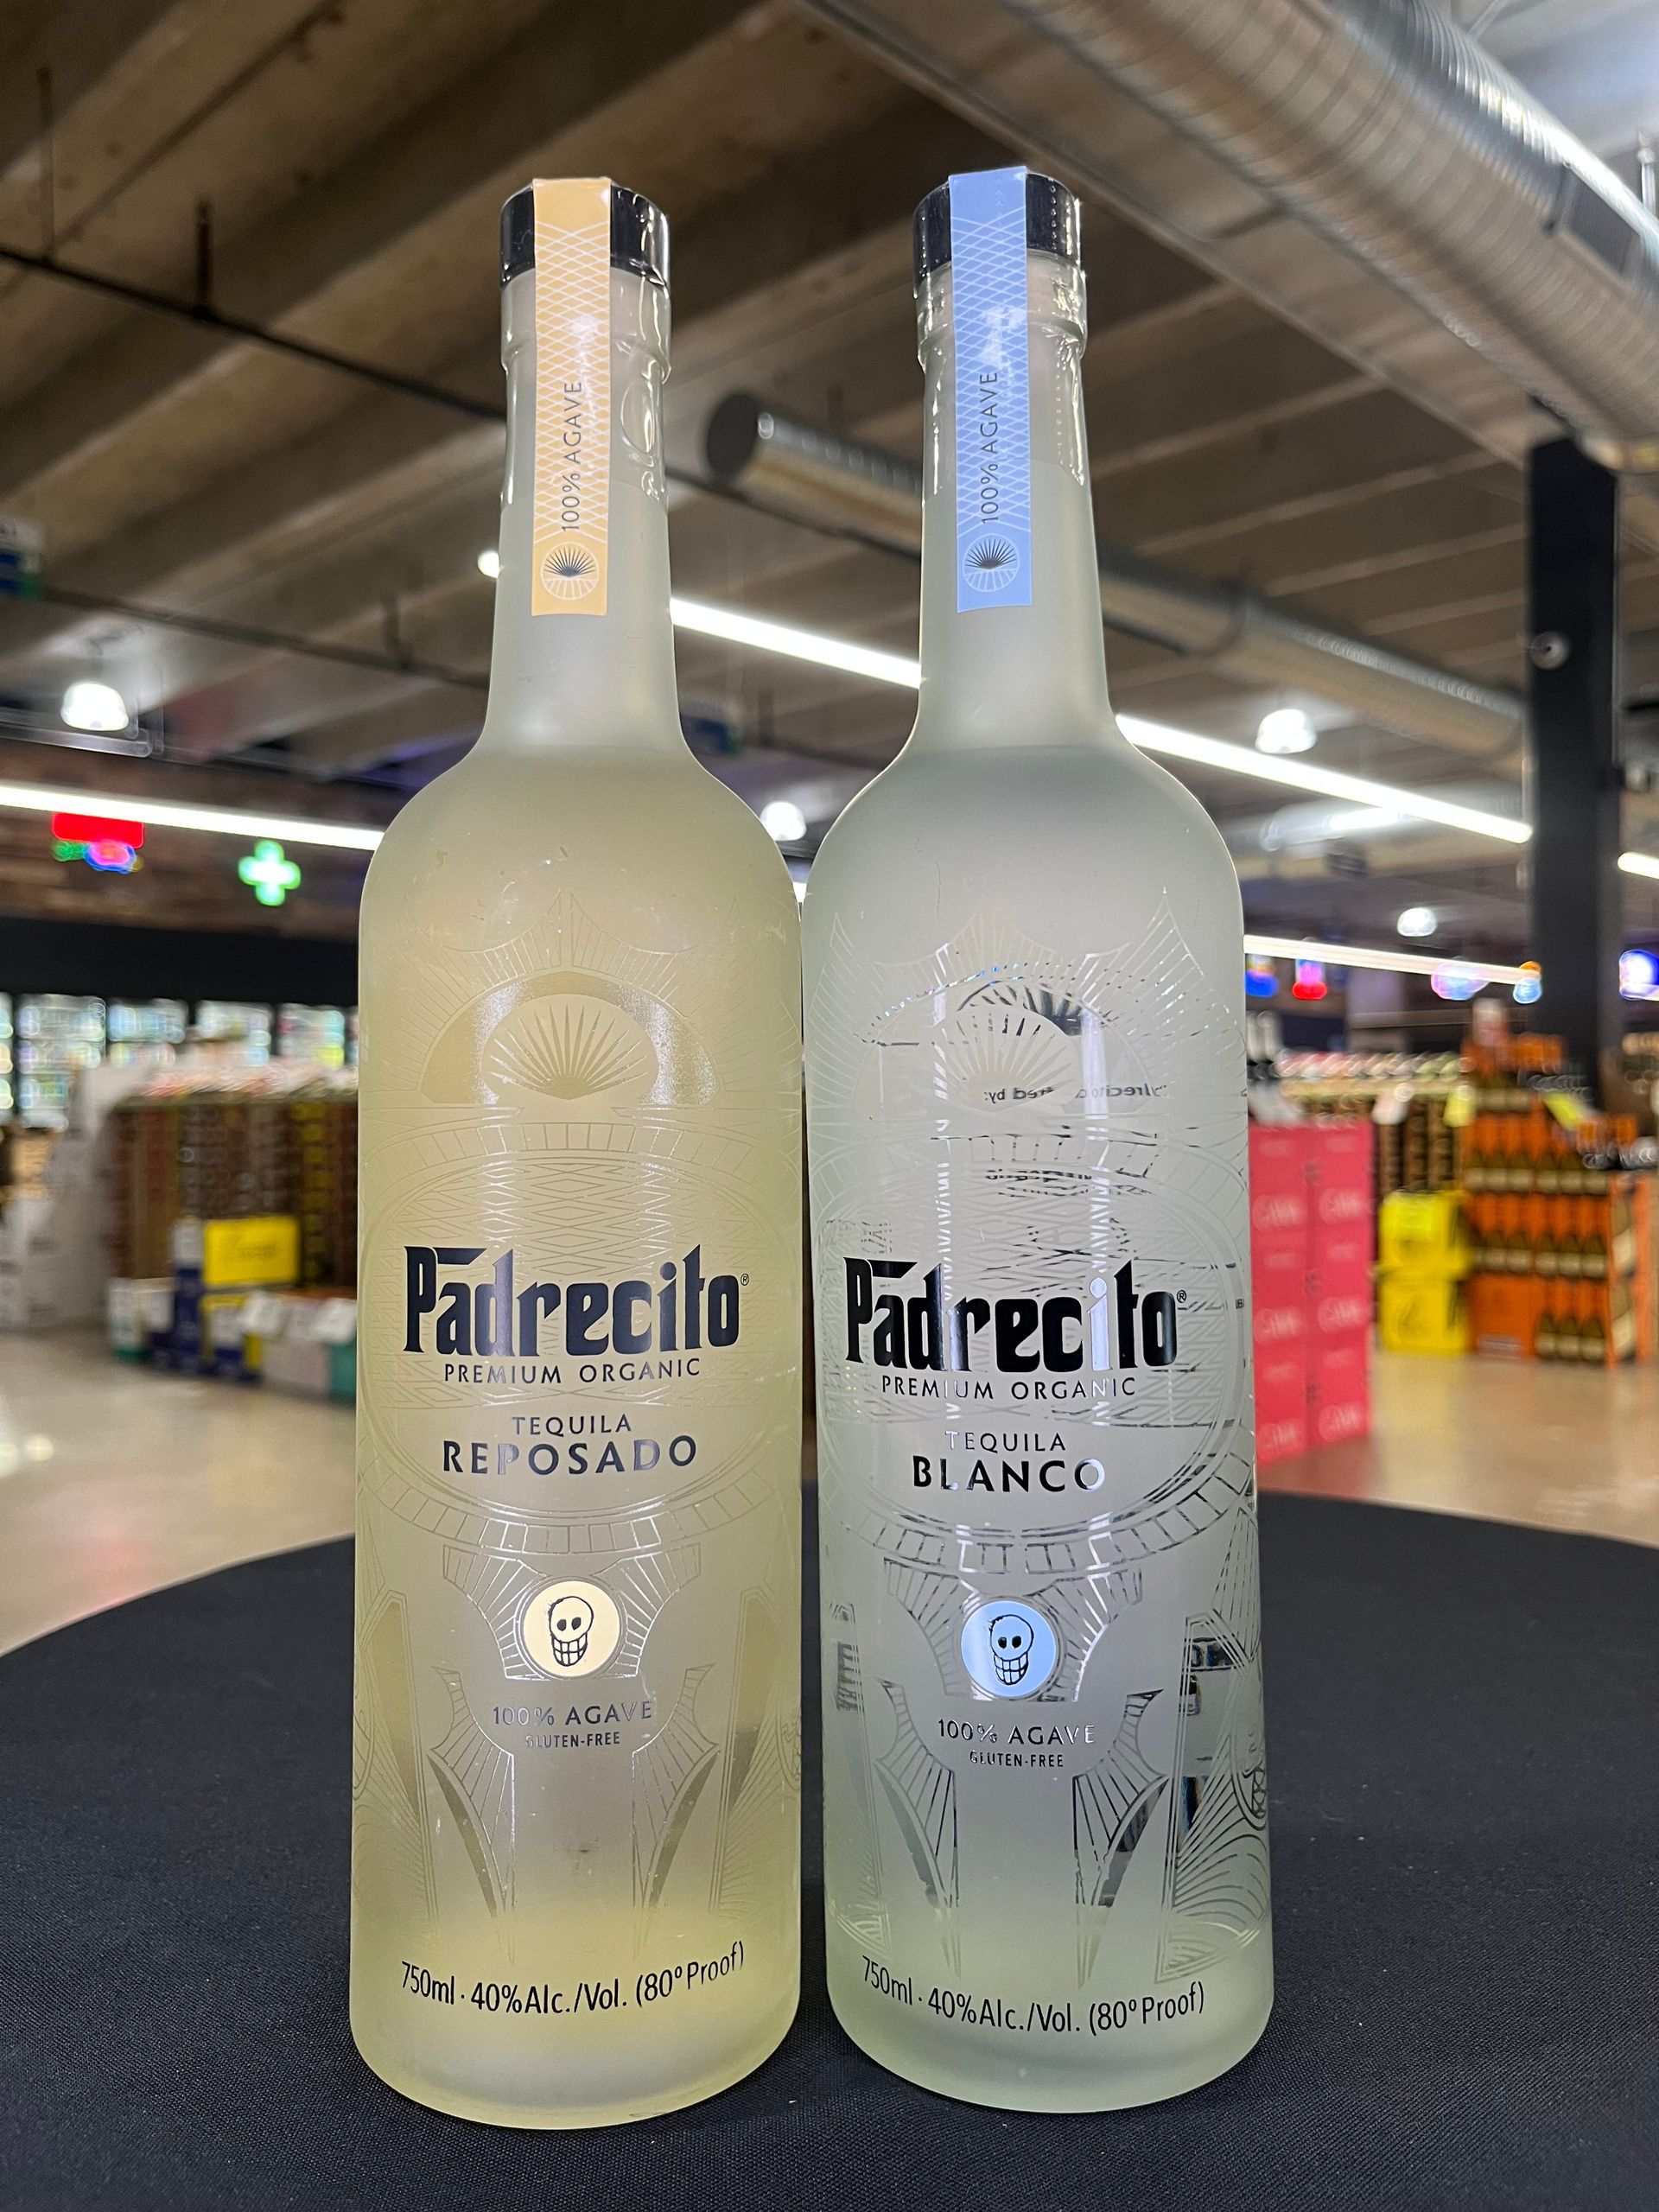 100% AGAVE
Padrecito®
PREMIUM ORGANIC
TEQUILA
REPOSADO
100% AGAVE
GLUTEN-FREE
750ml · 40%Alc./Vol. (80° Proof)
100% AGAVE
Padrecito®
PREMIUM ORGANIC
TEQUILA
BLANCO
100% AGAVE
GLUTEN-FREE
750ml · 40%Alc./Vol. (80° Proof)